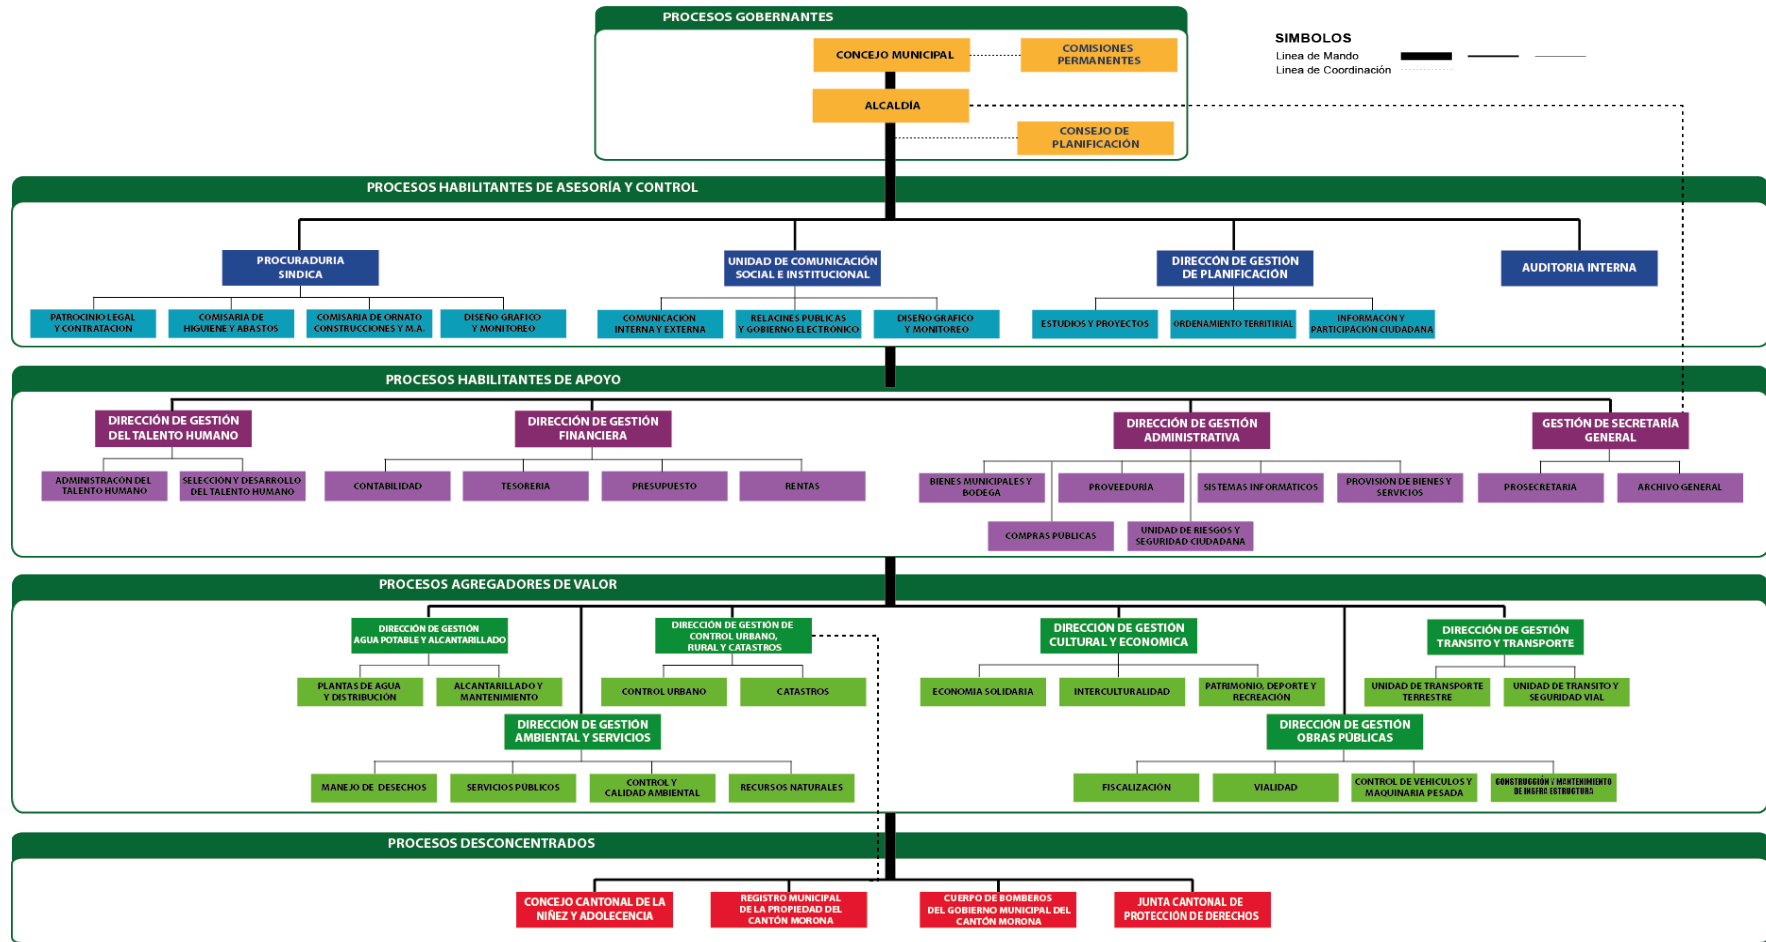 PROCESOS GOBERNANTES
CONCEJO MUNICIPAL
COMISIONES
PERMANENTES
ALCALDÍA
CONSEJO DE
PLANIFICACIÓN
SIMBOLOS
Linea de Mando
Linea de Coordinación
PROCESOS HABILITANTES DE ASESORÍA Y CONTROL
PROCURADURIA
SINDICA
UNIDAD DE COMUNICACIÓN
SOCIAL E INSTITUCIONAL
DIRECCÓN DE GESTIÓN
DE PLANIFICACIÓN
AUDITORIA INTERNA
PATROCINIO LEGAL
Y CONTRATACION
COMISARIA DE
HIGUIENE Y ABASTOS
COMISARIA DE ORNATO
CONSTRUCCIONES Y M.A.
DISEÑO GRAFICO
Y MONITOREO
COMUNICACIÓN
INTERNA Y EXTERNA
RELACINES PUBLICAS
Y GOBIERNO ELECTRÓNICO
DISEÑO GRAFICO
Y MONITOREO
ESTUDIOS Y PROYECTOS
ORDENAMIENTO TERRITIRIAL
INFORMACÓN Y
PARTICIPACIÓN CIUDADANA
PROCESOS HABILITANTES DE APOYO
DIRECCIÓN DE GESTIÓN
DEL TALENTO HUMANO
DIRECCIÓN DE GESTIÓN
FINANCIERA
DIRECCIÓN DE GESTIÓN
ADMINISTRATIVA
GESTIÓN DE SECRETARÍA
GENERAL
ADMINISTRACÓN DEL
TALENTO HUMANO
SELECCIÓN Y DESARROLLO
DEL TALENTO HUMANO
CONTABILIDAD
TESORERIA
PRESUPUESTO
RENTAS
BIENES MUNICIPALES Y
BODEGA
PROVEEDURÍA
SISTEMAS INFORMÁTICOS
PROVISIÓN DE BIENES Y
SERVICIOS
PROSECRETARIA
ARCHIVO GENERAL
COMPRAS PÚBLICAS
UNIDAD DE RIESGOS Y
SEGURIDAD CIUDADANA
PROCESOS AGREGADORES DE VALOR
DIRECCIÓN DE GESTIÓN
AGUA POTABLE Y ALCANTARILLADO
DIRECCIÓN DE GESTIÓN DE
CONTROL URBANO,
RURAL Y CATASTROS
DIRECCIÓN DE GESTIÓN
CULTURAL Y ECONOMICA
DIRECCIÓN DE GESTIÓN
TRANSITO Y TRANSPORTE
PLANTAS DE AGUA
Y DISTRIBUCIÓN
ALCANTARILLADO Y
MANTENIMIENTO
CONTROL URBANO
CATASTROS
ECONOMIA SOLIDARIA
INTERCULTURALIDAD
PATRIMONIO, DEPORTE Y
RECREACIÓN
UNIDAD DE TRANSPORTE
TERRESTRE
UNIDAD DE TRANSITO Y
SEGURIDAD VIAL
DIRECCIÓN DE GESTIÓN
AMBIENTAL Y SERVICIOS
DIRECCIÓN DE GESTIÓN
OBRAS PÚBLICAS
MANEJO DE DESECHOS
SERVICIOS PÚBLICOS
CONTROL Y
CALIDAD AMBIENTAL
RECURSOS NATURALES
FISCALIZACIÓN
VIALIDAD
CONTROL DE VEHICULOS Y
MAQUINARIA PESADA
CONSTRUCCIÓN Y MANTENIMIENTO
DE INGFRA ESTRUCTURA
PROCESOS DESCONCENTRADOS
CONCEJO CANTONAL DE LA
NIÑEZ Y ADOLECENCIA
REGISTRO MUNICIPAL
DE LA PROPIEDAD DEL
CANTÓN MORONA
CUERPO DE BOMBEROS
DEL GOBIERNO MUNICIPAL DEL
CANTÓN MORONA
JUNTA CANTONAL DE
PROTECCIÓN DE DERECHOS